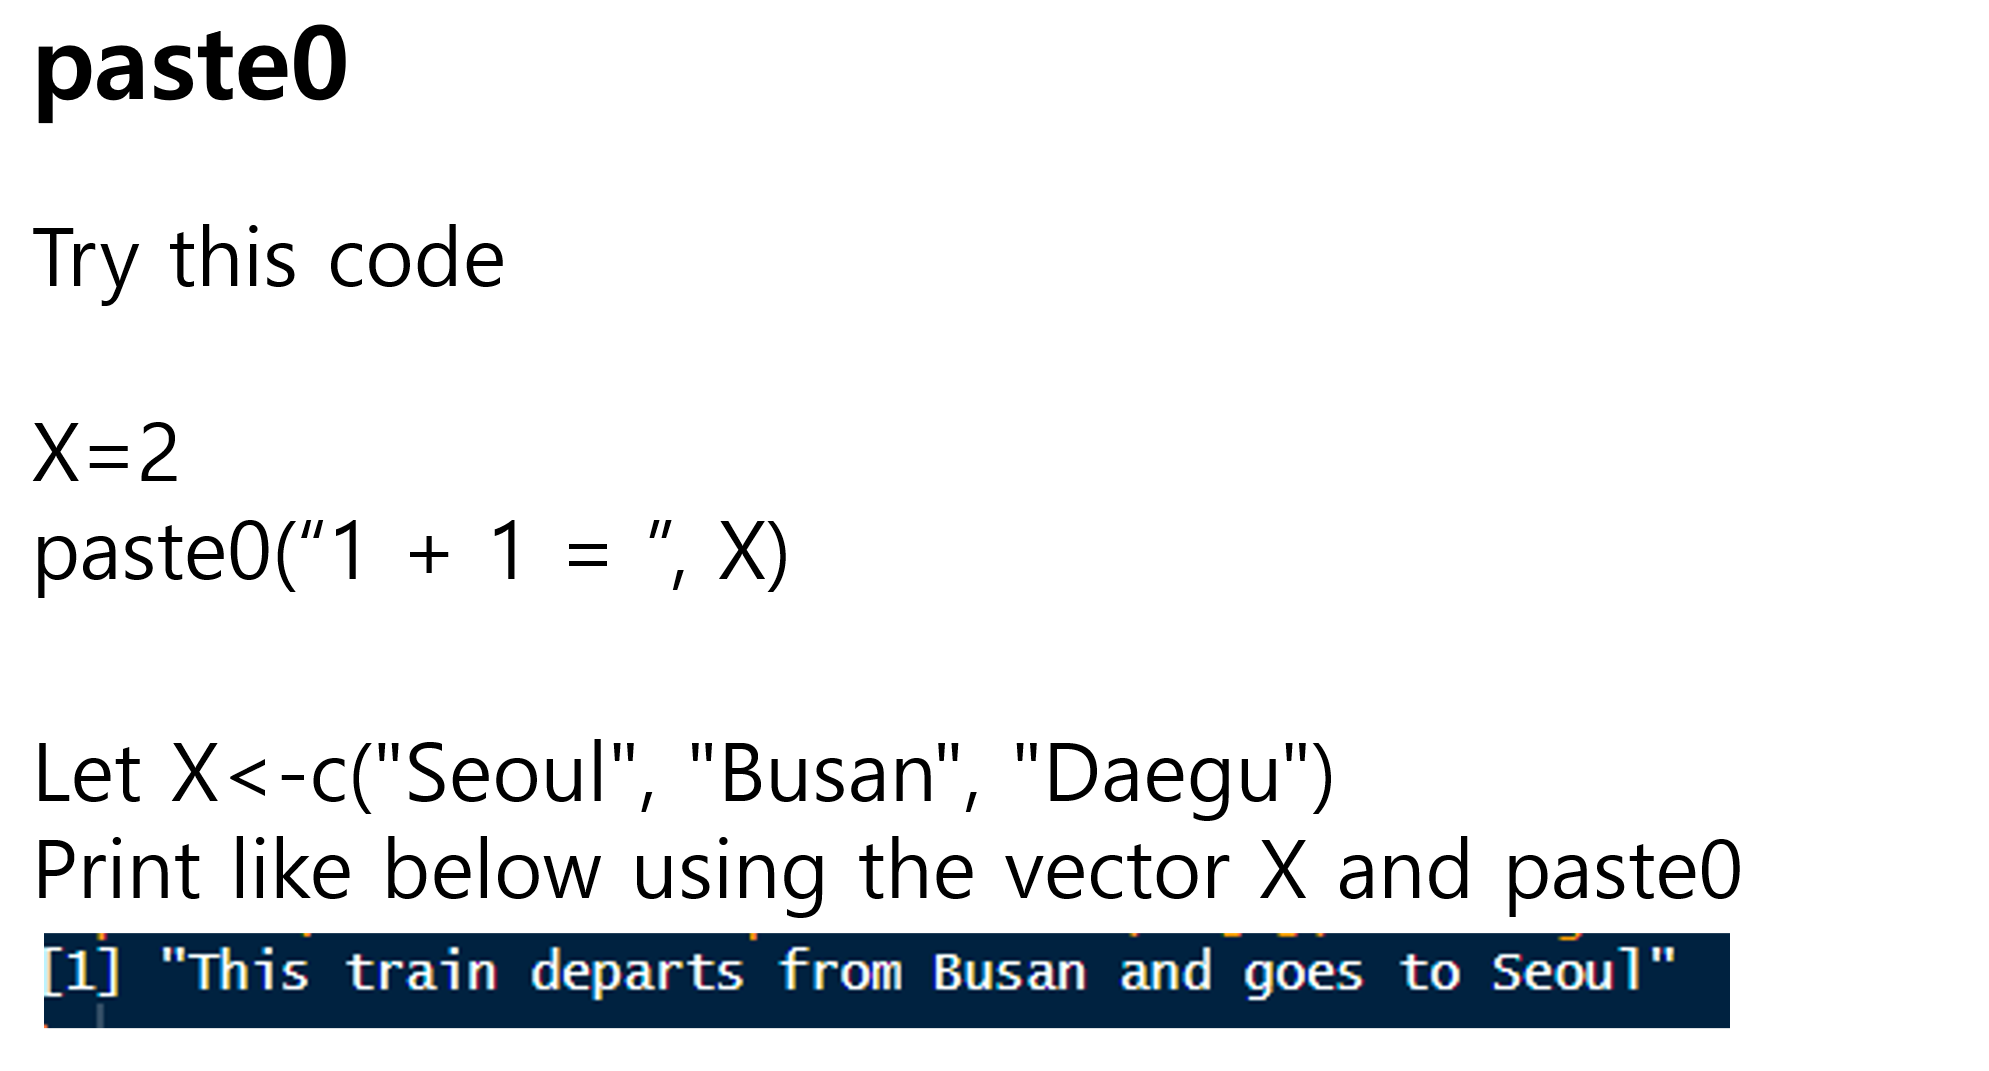 paste0
Try this code
X=2
paste0(“1 + 1 = ”, X)
Let X<-c("Seoul", "Busan", "Daegu")
Print like below using the vector X and paste0
[1] "This train departs from Busan and goes to Seoul"